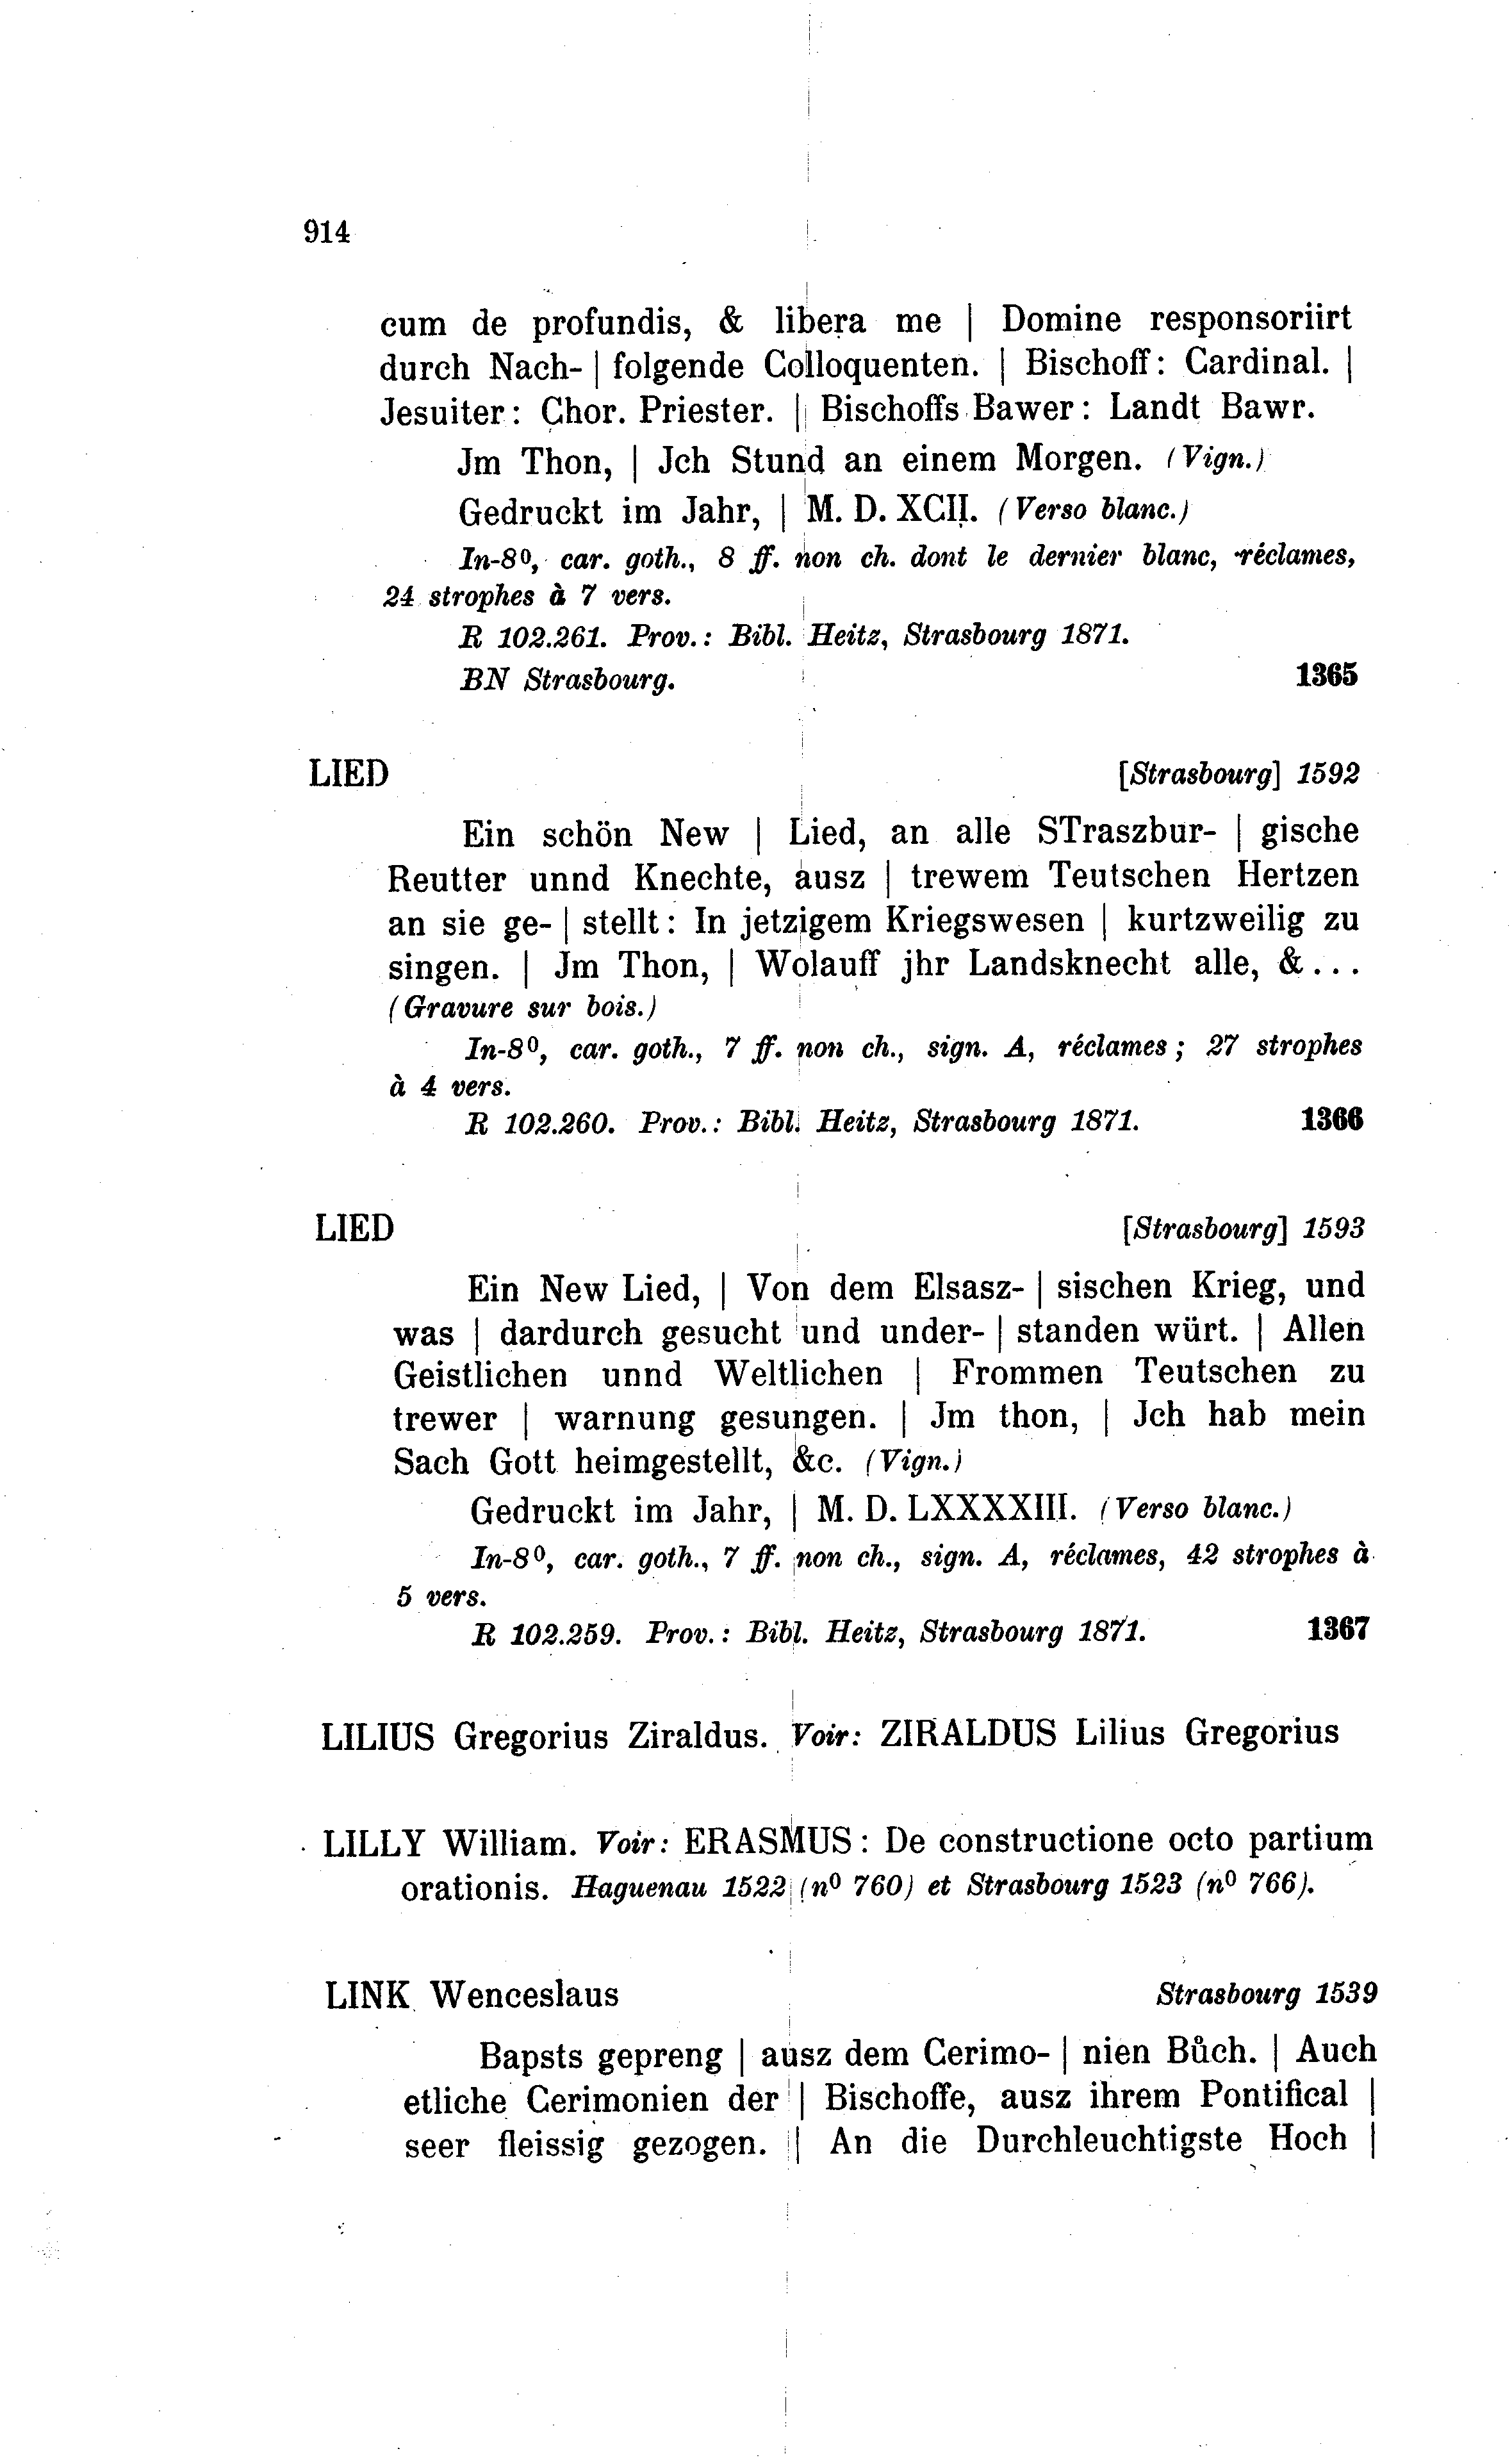 914
cum de profundis, & libera me | Domine responsoriirt
durch Nach- | folgende Colloquenten. | Bischoff: Cardinal. |
Jesuiter: Chor. Priester. | Bischoffs Bawer: Landt Bawr.
Jm Thon, | Jch Stund an einem Morgen. (Vign.)
Gedruckt im Jahr, | M. D. XCII. (Verso blanc.)
In-8º, car. goth., 8 ff. non ch. dont le dernier blanc, réclames,
24 strophes à 7 vers.
R 102.261. Prov.: Bibl. Heitz, Strasbourg 1871.
BN Strasbourg. 1365
LIED [Strasbourg] 1592
Ein schön New | Lied, an alle STraszbur- | gische
Reutter unnd Knechte, ausz | trewem Teutschen Hertzen
an sie ge- | stellt: In jetzigem Kriegswesen | kurtzweilig zu
singen. | Jm Thon, | Wolauff jhr Landsknecht alle, &...
(Gravure sur bois.)
In-8º, car. goth., 7 ff. non ch., sign. A, réclames; 27 strophes
à 4 vers.
R 102.260. Prov.: Bibl. Heitz, Strasbourg 1871. 1366
LIED [Strasbourg] 1593
Ein New Lied, | Von dem Elsasz- | sischen Krieg, und
was | dardurch gesucht und under- | standen würt. | Allen
Geistlichen unnd Weltlichen | Frommen Teutschen zu
trewer | warnung gesungen. | Jm thon, | Jch hab mein
Sach Gott heimgestellt, &c. (Vign.)
Gedruckt im Jahr, | M. D. LXXXXIII. (Verso blanc.)
In-8º, car. goth., 7 ff. non ch., sign. A, réclames, 42 strophes à
5 vers.
R 102.259. Prov.: Bibl. Heitz, Strasbourg 1871. 1367
LILIUS Gregorius Ziraldus. Voir: ZIRALDUS Lilius Gregorius
LILLY William. Voir: ERASMUS: De constructione octo partium
orationis. Haguenau 1522 (nº 760) et Strasbourg 1523 (nº 766).
LINK Wenceslaus Strasbourg 1539
Bapsts gepreng | ausz dem Cerimo- | nien Bůch. | Auch
etliche Cerimonien der | Bischoffe, ausz ihrem Pontifical |
seer fleissig gezogen. | An die Durchleuchtigste Hoch |